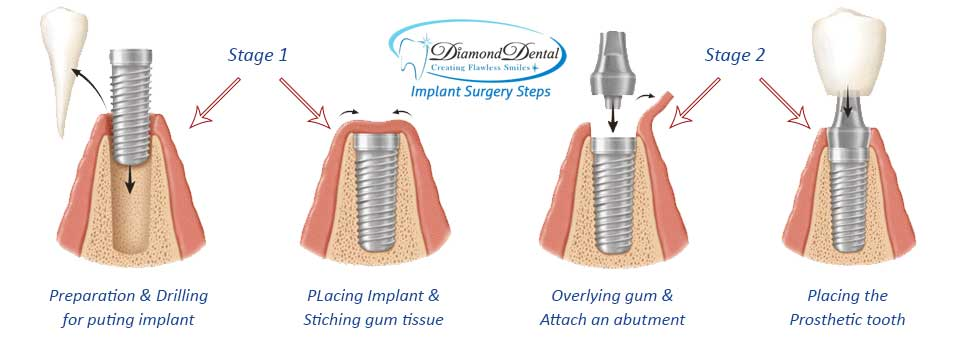 Stage 1
Diamond Dental
Creating Flawless Smiles
Implant Surgery Steps
Stage 2
Preparation & Drilling
for puting implant
PLacing Implant &
Stiching gum tissue
Overlying gum &
Attach an abutment
Placing the
Prosthetic tooth